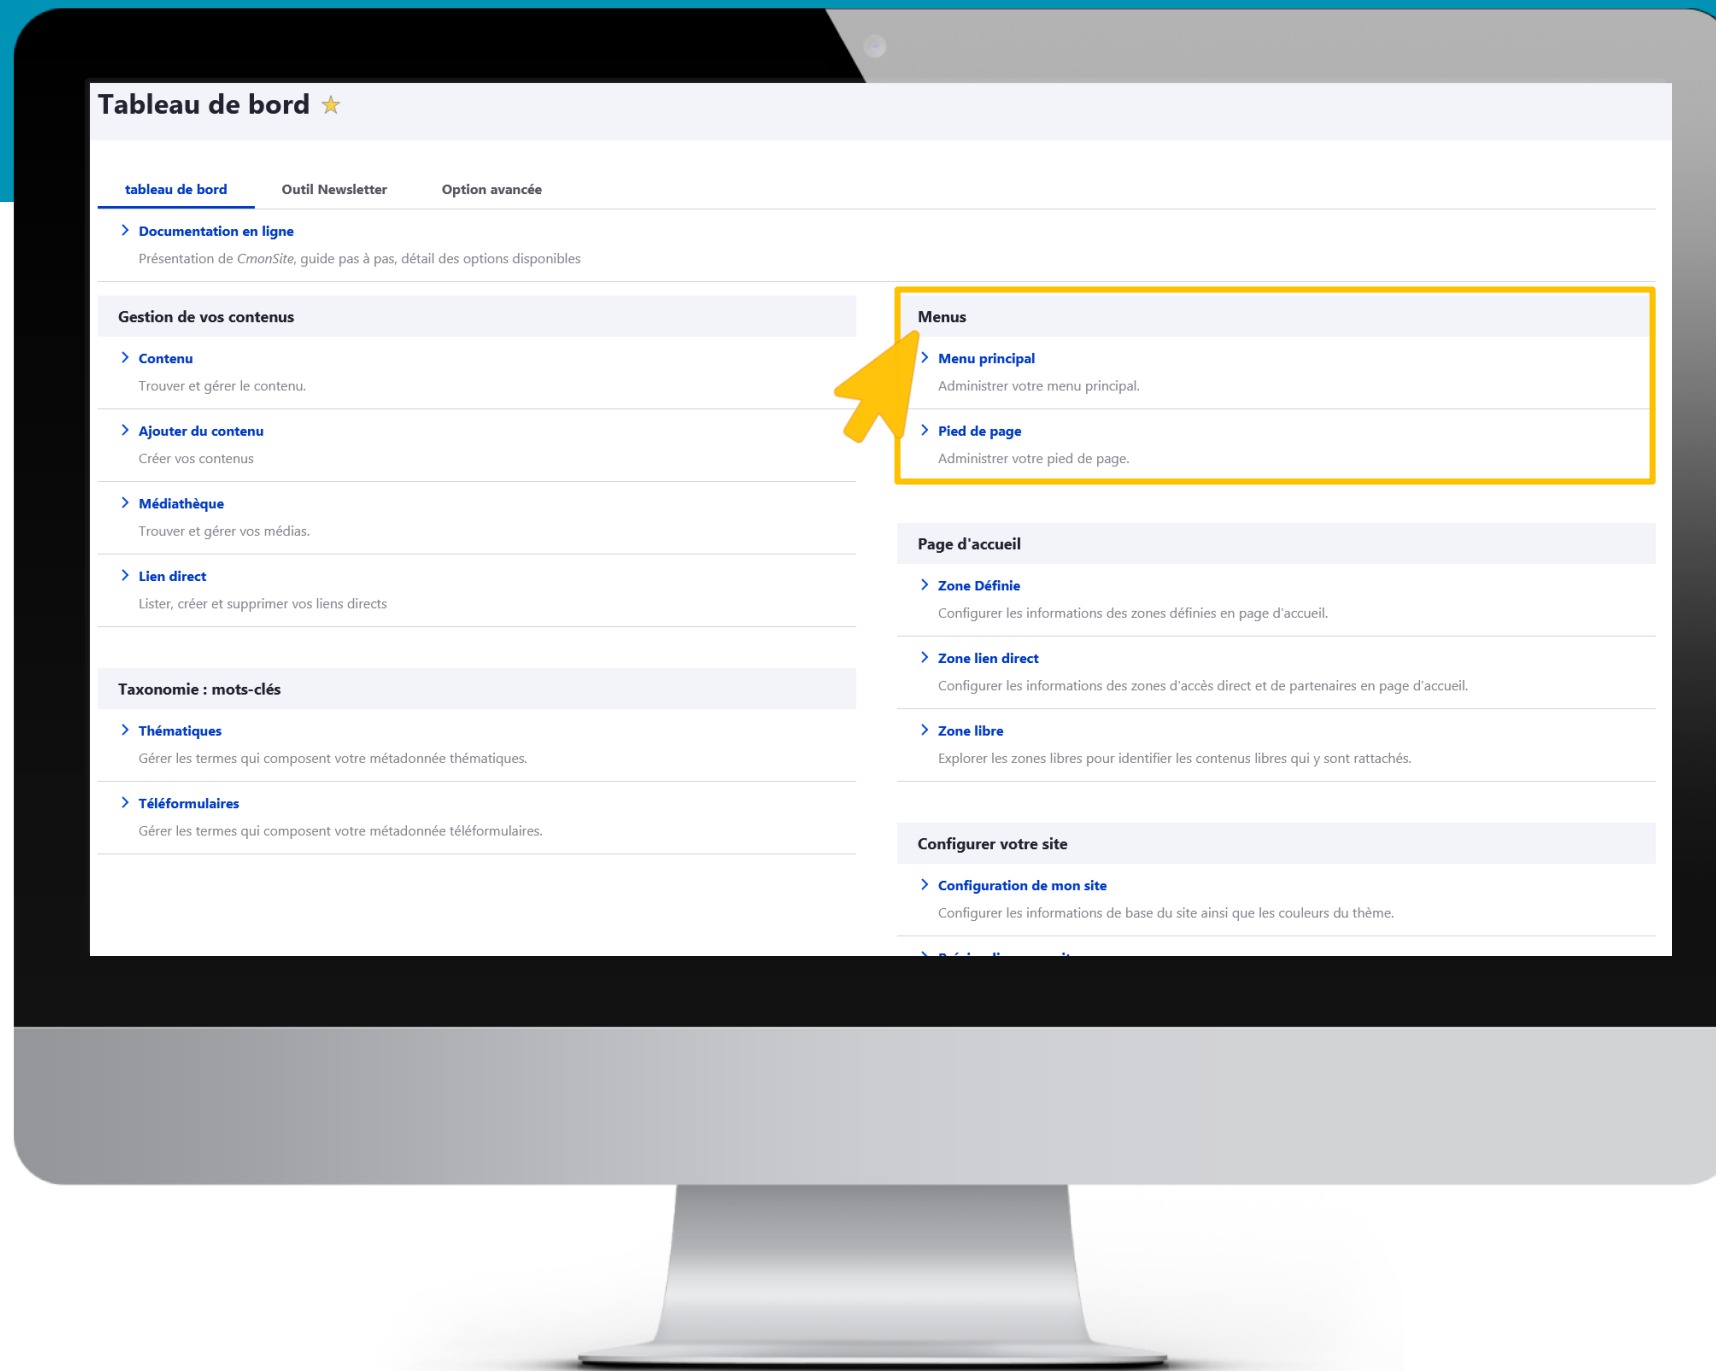 Tableau de bord
tableau de bord
Outil Newsletter
Option avancée
Documentation en ligne
Présentation de CmonSite, guide pas à pas, détail des options disponibles
Gestion de vos contenus
Contenu
Trouver et gérer le contenu.
Ajouter du contenu
Créer vos contenus
Médiathèque
Trouver et gérer vos médias.
Lien direct
Lister, créer et supprimer vos liens directs
Taxonomie : mots-clés
Thématiques
Gérer les termes qui composent votre métadonnée thématiques.
Téléformulaires
Gérer les termes qui composent votre métadonnée téléformulaires.
Menus
Menu principal
Administrer votre menu principal.
Pied de page
Administrer votre pied de page.
Page d'accueil
Zone Définie
Configurer les informations des zones définies en page d'accueil.
Zone lien direct
Configurer les informations des zones d'accès direct et de partenaires en page d'accueil.
Zone libre
Explorer les zones libres pour identifier les contenus libres qui y sont rattachés.
Configurer votre site
Configuration de mon site
Configurer les informations de base du site ainsi que les couleurs du thème.